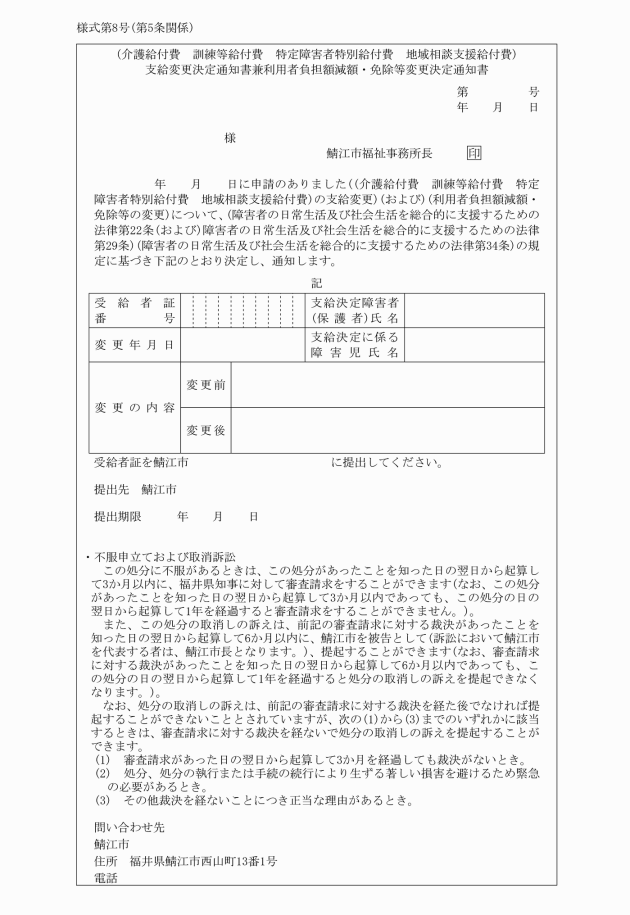 様式第8号(第5条関係)
(介護給付費　訓練等給付費　特定障害者特別給付費　地域相談支援給付費)
支給変更決定通知書兼利用者負担額減額・免除等変更決定通知書
第　　　　　号
年　　月　　日
様
鯖江市福祉事務所長　　　印
年　　月　　日に申請のありました((介護給付費　訓練等給付費　特定
障害者特別給付費　地域相談支援給付費)の支給変更)(および)(利用者負担額減額・
免除等の変更)について、(障害者の日常生活及び社会生活を総合的に支援するための
法律第22条(および)障害者の日常生活及び社会生活を総合的に支援するための法律
第29条)(障害者の日常生活及び社会生活を総合的に支援するための法律第34条)の規
定に基づき下記のとおり決定し、通知します。
記
受給者証
番号
支給決定障害者
(保護者)氏名
変更年月日
支給決定に係る
障害児氏名
変更の内容
変更前
変更後
受給者証を鯖江市　　　　　　　　　　　　に提出してください。
提出先　鯖江市
提出期限　　　年　　月　　日
・不服申立ておよび取消訴訟
この処分に不服があるときは、この処分があったことを知った日の翌日から起算し
て3か月以内に、福井県知事に対して審査請求をすることができます(なお、この処分
があったことを知った日の翌日から起算して3か月以内であっても、この処分の日の
翌日から起算して1年を経過すると審査請求をすることができません。)。
また、この処分の取消しの訴えは、前記の審査請求に対する裁決があったことを
知った日の翌日から起算して6か月以内に、鯖江市を被告として(訴訟において鯖江市
を代表する者は、鯖江市長となります。)、提起することができます(なお、審査請求
に対する裁決があったことを知った日の翌日から起算して6か月以内であっても、こ
の処分の日の翌日から起算して1年を経過すると処分の取消しの訴えを提起できなく
なります。)。
なお、処分の取消しの訴えは、前記の審査請求に対する裁決を経た後でなければ提
起することができないこととされていますが、次の(1)から(3)までのいずれかに該当
するときは、審査請求に対する裁決を経ないで処分の取消しの訴えを提起することが
できます。
(1)　審査請求があった日の翌日から起算して3か月を経過しても裁決がないとき。
(2)　処分、処分の執行または手続の続行により生ずる著しい損害を避けるため緊急
の必要があるとき。
(3)　その他裁決を経ないことにつき正当な理由があるとき。
問い合わせ先
鯖江市
住所　福井県鯖江市西山町13番1号
電話